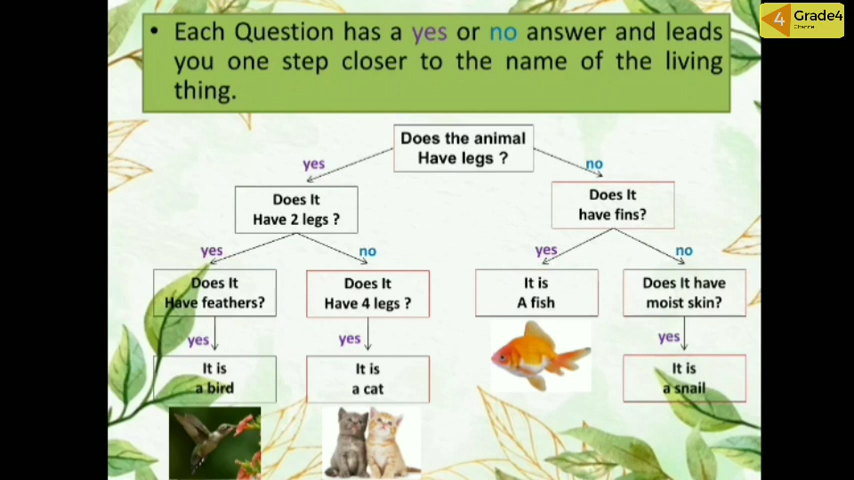 4 Grade4
Channel
• Each Question has a yes or no answer and leads
you one step closer to the name of the living
thing.
Does the animal
Have legs ?
yes
no
Does It
Have 2 legs ?
Does It
have fins?
yes
no
yes
no
Does It
Have feathers?
Does It
Have 4 legs ?
It is
A fish
Does It have
moist skin?
yes
yes
yes
It is
a bird
It is
a cat
It is
a snail